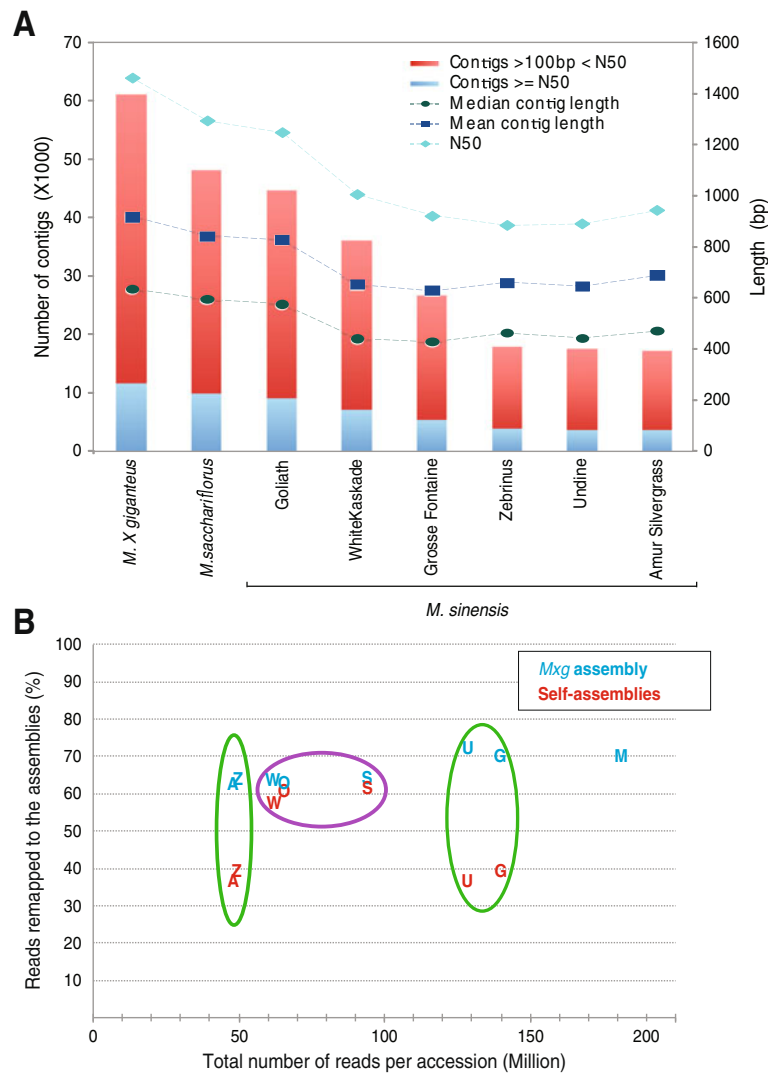 A
70
60
50
40
30
20
10
0
Number of contigs (X1000)
Contigs >100bp < N50
Contigs >= N50
Median contig length
Mean contig length
N50
1600
1400
1200
1000
800
600
400
200
0
Length (bp)
M. X giganteus
M.sacchariflorus
Goliath
WhiteKaskade
Grosse Fontaine
Zebrinus
Undine
Amur Silvergrass
M. sinensis
B
100
90
80
70
60
50
40
30
20
10
Reads remapped to the assemblies (%)
Mxg assembly
Self-assemblies
U
G
M
A
Z
W
O
S
W
O
S
A
Z
U
G
0
50
100
150
200
Total number of reads per accession (Million)